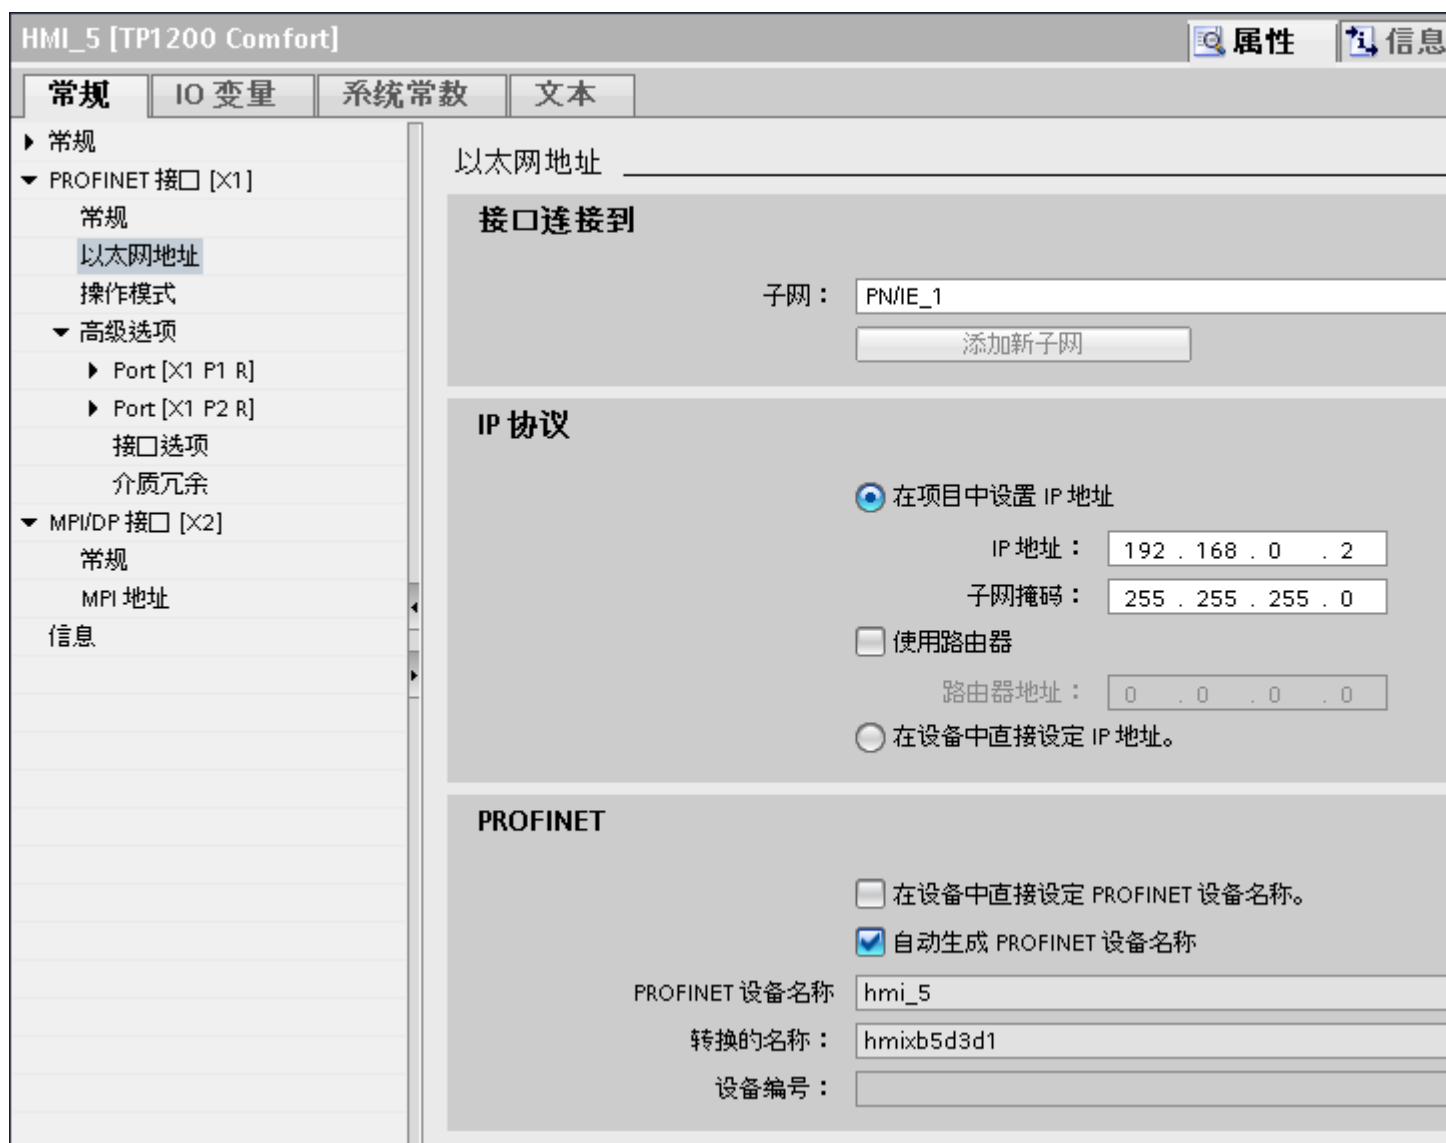 HMI_5 [TP1200 Comfort]
属性
信息
常规
IO 变量
系统常数
文本
常规
PROFINET 接口 [X1]
常规
以太网地址
操作模式
高级选项
Port [X1 P1 R]
Port [X1 P2 R]
接口选项
介质冗余
MPI/DP 接口 [X2]
常规
MPI 地址
信息
以太网地址
接口连接到
子网：
PN/IE_1
添加新子网
IP 协议
在项目中设置 IP 地址
IP 地址： 192 . 168 . 0 . 2
子网掩码： 255 . 255 . 255 . 0
使用路由器
路由器地址： 0 . 0 . 0 . 0
在设备中直接设定 IP 地址。
PROFINET
在设备中直接设定 PROFINET 设备名称。
自动生成 PROFINET 设备名称
PROFINET 设备名称 hmi_5
转换的名称： hmixb5d3d1
设备编号：